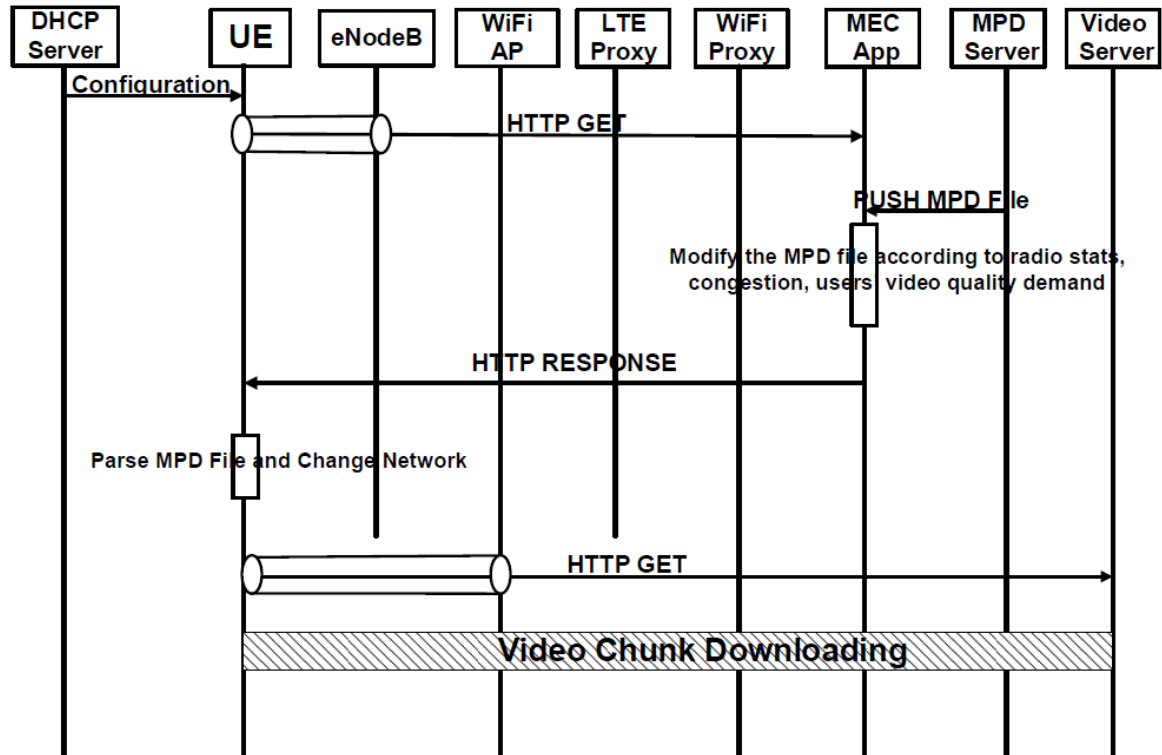 DHCP
Server
UE
eNodeB
WiFi
AP
LTE
Proxy
WiFi
Proxy
MEC
App
MPD
Server
Video
Server
Configuration
HTTP GET
PUSH MPD File
Modify the MPD file according to radio stats,
congestion, users' video quality demand
HTTP RESPONSE
Parse MPD File and Change Network
HTTP GET
Video Chunk Downloading